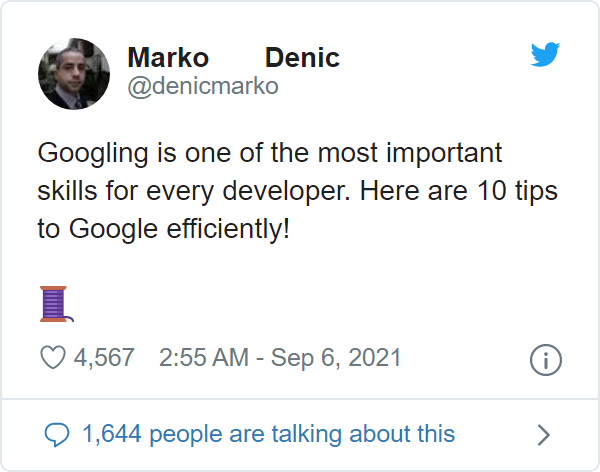 Marko Denic
@denicmarko
Googling is one of the most important
skills for every developer. Here are 10 tips
to Google efficiently!
4,567 2:55 AM - Sep 6, 2021
1,644 people are talking about this